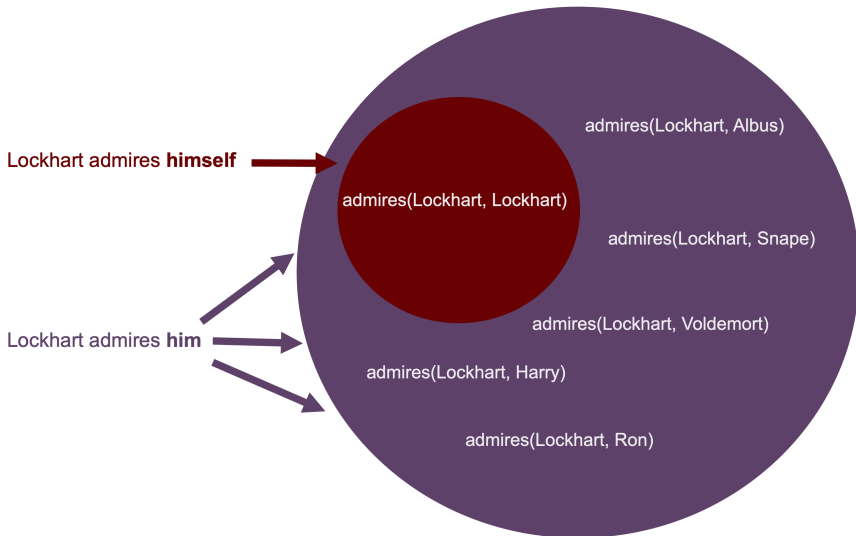 admires(Lockhart, Albus)
Lockhart admires himself
admires(Lockhart, Lockhart)
admires(Lockhart, Snape)
admires(Lockhart, Voldemort)
Lockhart admires him
admires(Lockhart, Harry)
admires(Lockhart, Ron)